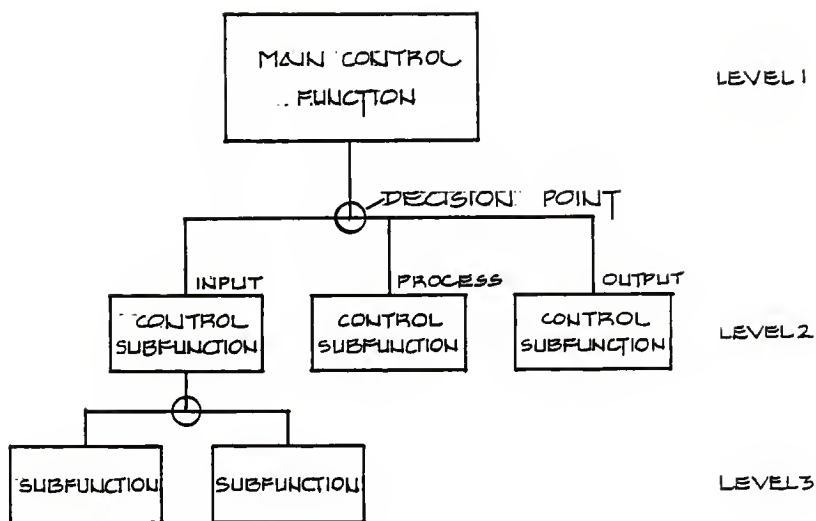 MAIN CONTROL
FUNCTION
LEVEL 1
DECISION POINT
INPUT
PROCESS
OUTPUT
CONTROL
SUBFUNCTION
CONTROL
SUBFUNCTION
CONTROL
SUBFUNCTION
LEVEL 2
SUBFUNCTION
SUBFUNCTION
LEVEL 3